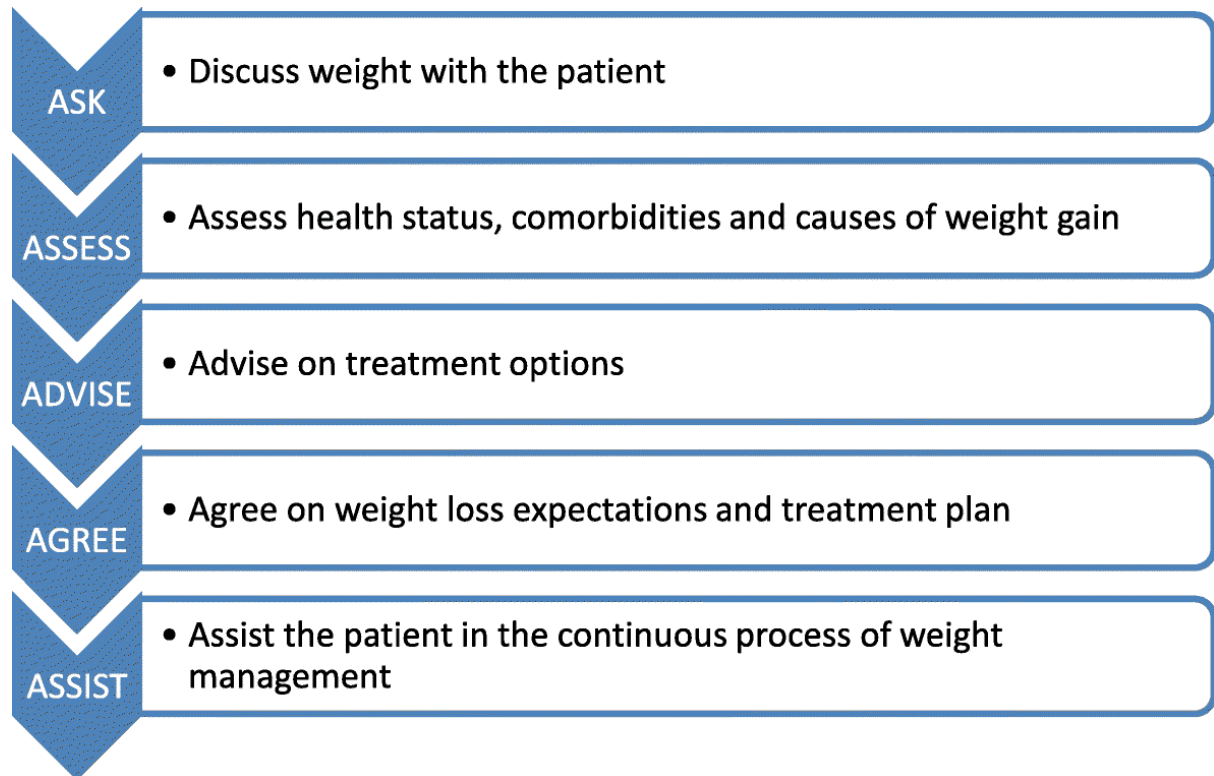 ASK
• Discuss weight with the patient
ASSESS
• Assess health status, comorbidities and causes of weight gain
ADVISE
• Advise on treatment options
AGREE
• Agree on weight loss expectations and treatment plan
ASSIST
• Assist the patient in the continuous process of weight
management